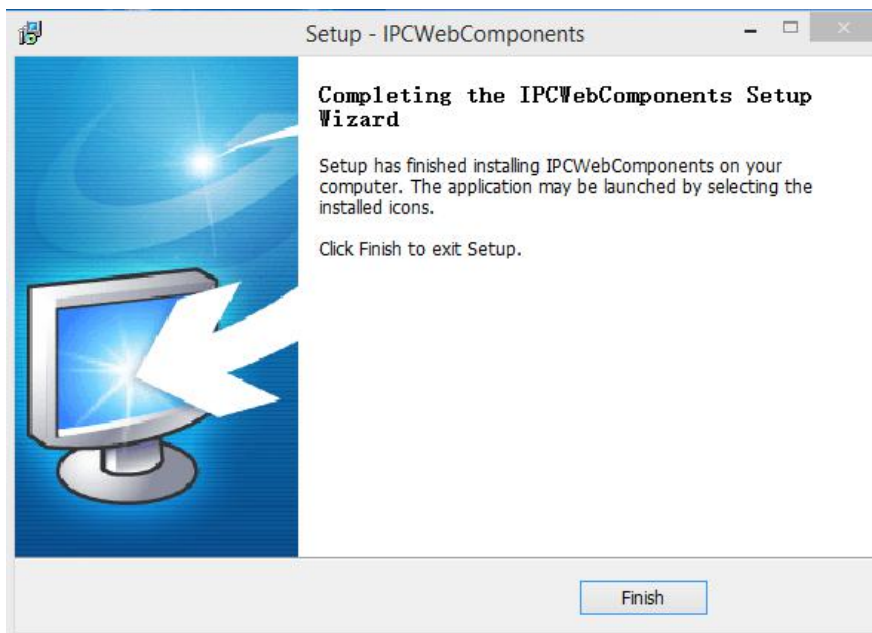 Setup - IPCWebComponents
Completing the IPCWebComponents Setup
Wizard
Setup has finished installing IPCWebComponents on your
computer. The application may be launched by selecting the
installed icons.
Click Finish to exit Setup.
Finish